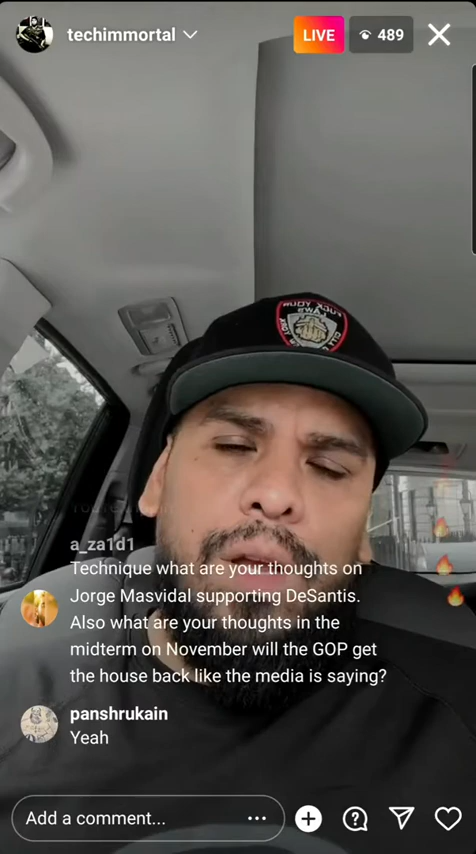 techimmortal
LIVE
489
a_za1d1
Technique what are your thoughts on
Jorge Masvidal supporting DeSantis.
Also what are your thoughts in the
midterm on November will the GOP get
the house back like the media is saying?
panshrukain
Yeah
Add a comment...